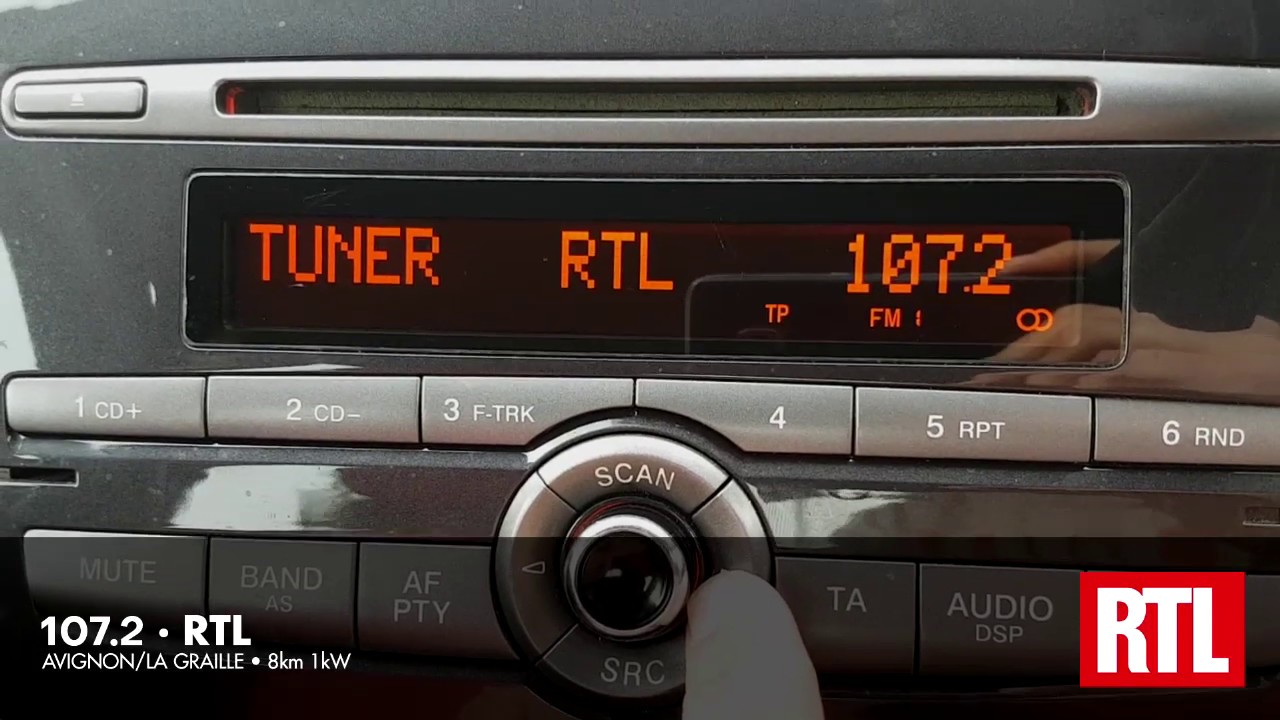 TUNER RTL 107.2
TP FM 1
1 CD+ 2 CD- 3 F-TRK 4 5 RPT 6 RND
SCAN
MUTE BAND AS AF PTY TA AUDIO DSP
SRC
107.2 • RTL
AVIGNON/LA GRAILLE • 8km 1kW
RTL